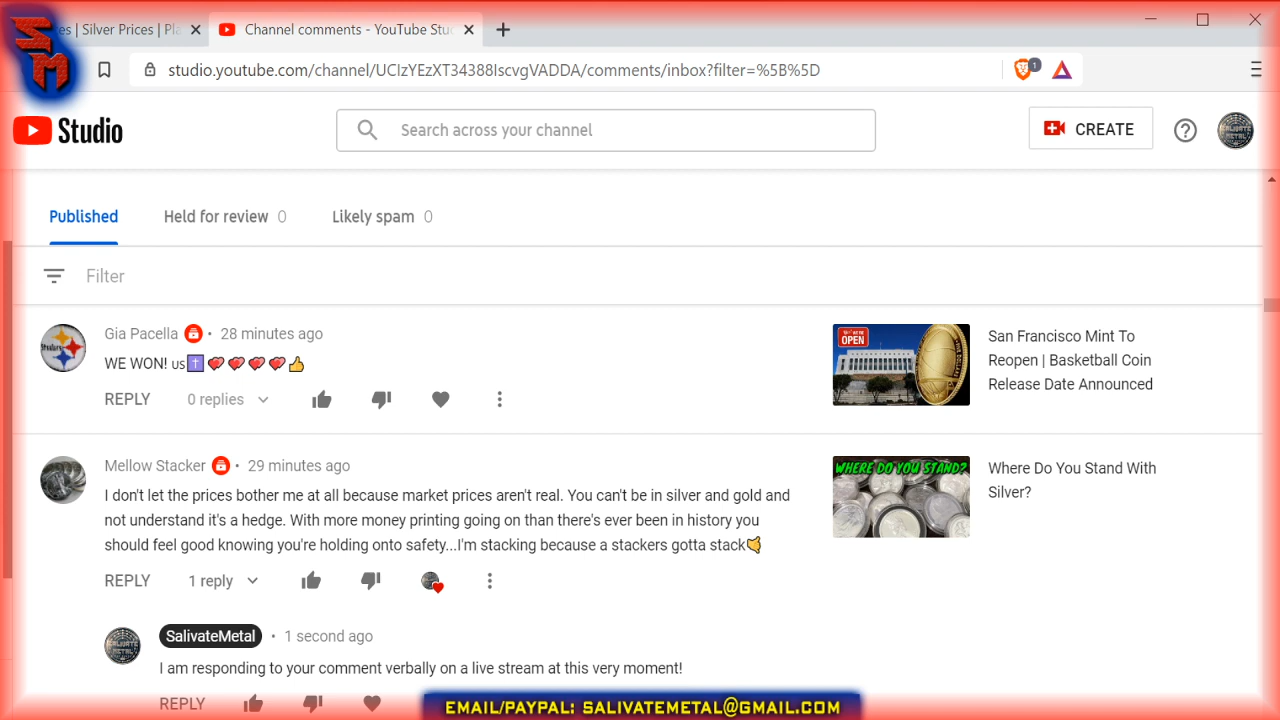 SM
es | Silver Prices | Pla
Channel comments - YouTube Stu
studio.youtube.com/channel/UCIzYEzXT34388IscvgVADDA/comments/inbox?filter=%5B%5D
1
Studio
Search across your channel
CREATE
Published
Held for review 0
Likely spam 0
Filter
Gia Pacella • 28 minutes ago
WE WON! us✝️💓💓💓💓👍
REPLY
0 replies
OPEN
San Francisco Mint To
Reopen | Basketball Coin
Release Date Announced
Mellow Stacker • 29 minutes ago
I don't let the prices bother me at all because market prices aren't real. You can't be in silver and gold and
not understand it's a hedge. With more money printing going on than there's ever been in history you
should feel good knowing you're holding onto safety...I'm stacking because a stackers gotta stack🤙
REPLY
1 reply
WHERE DO YOU STAND?
Where Do You Stand With
Silver?
SalivateMetal • 1 second ago
I am responding to your comment verbally on a live stream at this very moment!
REPLY
EMAIL/PAYPAL: SALIVATEMETAL@GMAIL.COM